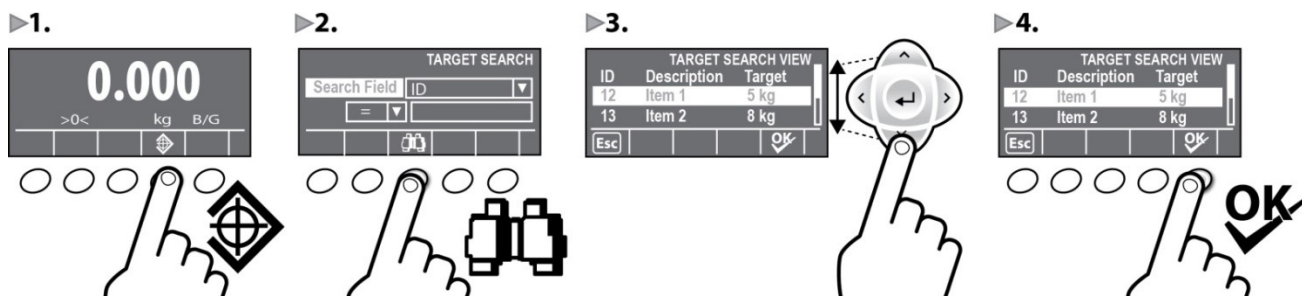 1.
0.000
>0< kg B/G
2.
TARGET SEARCH
Search Field ID
=
3.
TARGET SEARCH VIEW
ID Description Target
12 Item 1 5 kg
13 Item 2 8 kg
Esc OK
4.
TARGET SEARCH VIEW
ID Description Target
12 Item 1 5 kg
13 Item 2 8 kg
Esc OK
OK